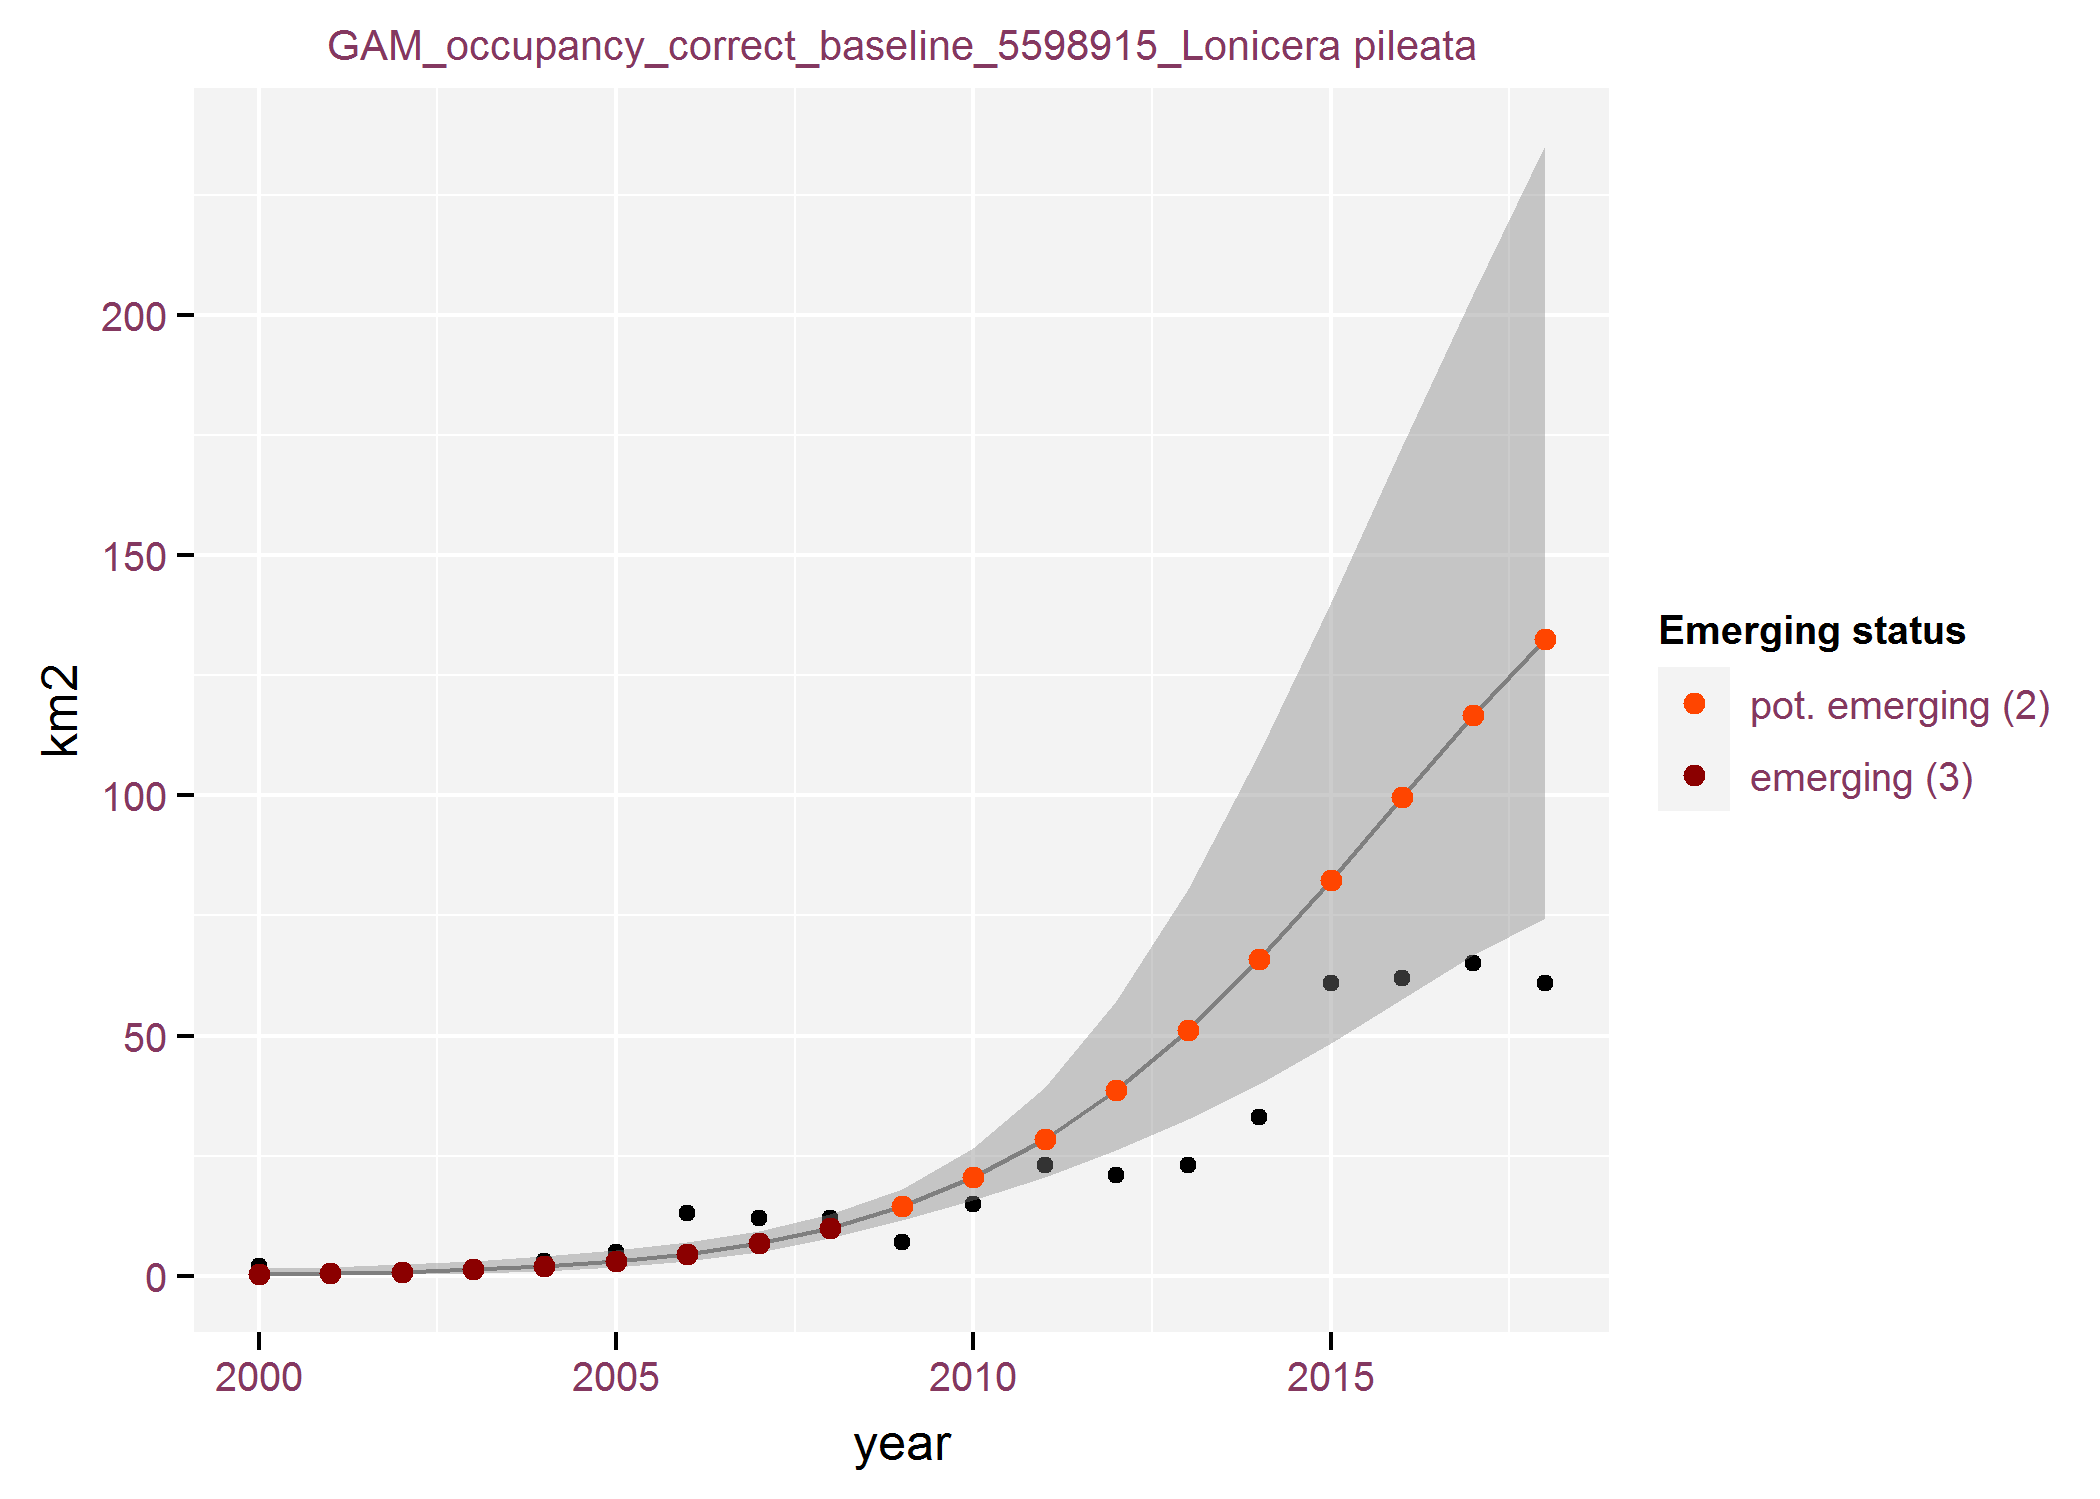 GAM_occupancy_correct_baseline_5598915_Lonicera pileata
200
150
100
50
0
km2
2000 2005 2010 2015
year
Emerging status
pot. emerging (2)
emerging (3)